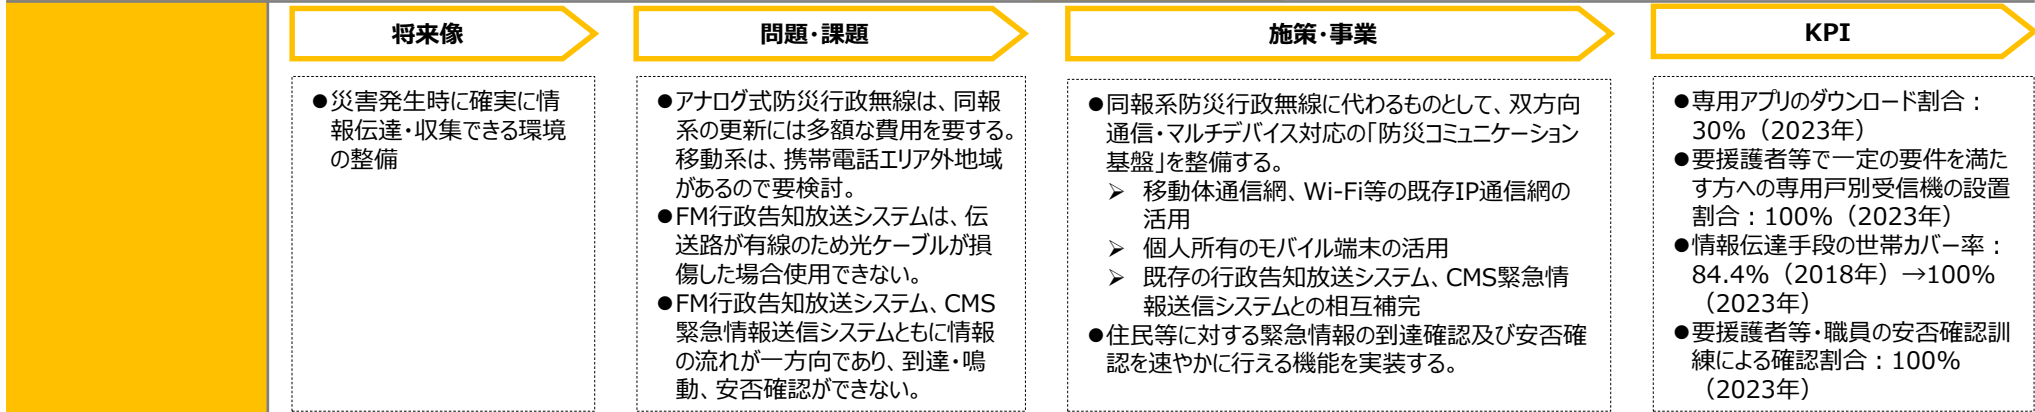 将来像
●災害発生時に確実に情
報伝達・収集できる環境
の整備
問題・課題
●アナログ式防災行政無線は、同報
系の更新には多額な費用を要する。
移動系は、携帯電話エリア外地域
があるので要検討。
●FM行政告知放送システムは、伝
送路が有線のため光ケーブルが損
傷した場合使用できない。
●FM行政告知放送システム、CMS
緊急情報送信システムともに情報
の流れが一方向であり、到達・鳴
動、安否確認ができない。
施策・事業
●同報系防災行政無線に代わるものとして、双方向
通信・マルチデバイス対応の「防災コミュニケーション
基盤」を整備する。
➢ 移動体通信網、Wi-Fi等の既存IP通信網の
活用
➢ 個人所有のモバイル端末の活用
➢ 既存の行政告知放送システム、CMS緊急情
報送信システムとの相互補完
●住民等に対する緊急情報の到達確認及び安否確
認を速やかに行える機能を実装する。
KPI
●専用アプリのダウンロード割合：
30%（2023年）
●要援護者等で一定の要件を満た
す方への専用戸別受信機の設置
割合：100%（2023年）
●情報伝達手段の世帯カバー率：
84.4%（2018年）→100%
（2023年）
●要援護者等・職員の安否確認訓
練による確認割合：100%
（2023年）